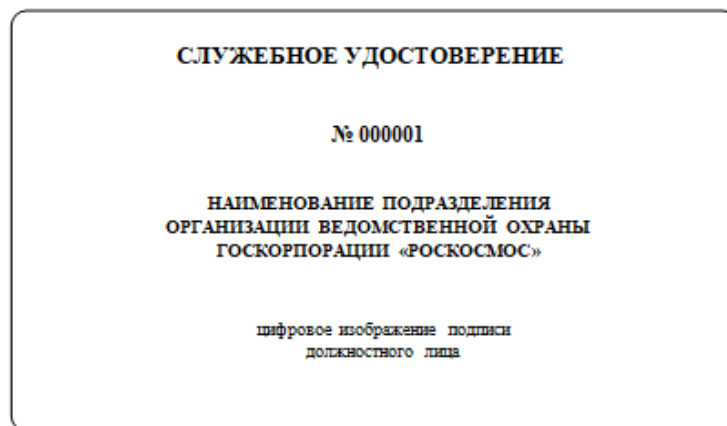 СЛУЖЕБНОЕ УДОСТОВЕРЕНИЕ
№ 000001
НАИМЕНОВАНИЕ ПОДРАЗДЕЛЕНИЯ
ОРГАНИЗАЦИИ ВЕДОМСТВЕННОЙ ОХРАНЫ
ГОСКОРПОРАЦИИ «РОСКОСМОС»
цифровое изображение подписи
должностного лица